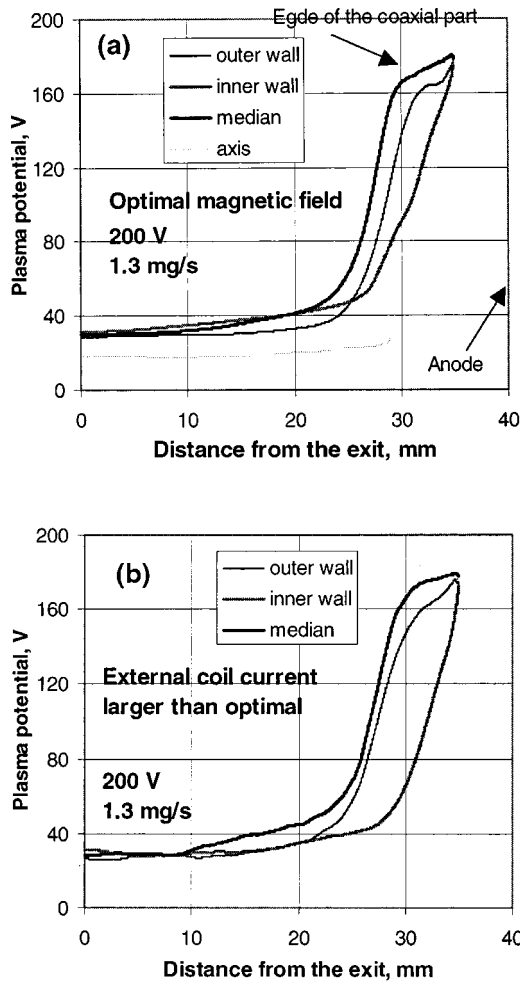 200
(a)
Egde of the coaxial part
160
outer wall
inner wall
median
axis
120
Plasma potential, V
Optimal magnetic field
80
200 V
1.3 mg/s
40
Anode
0
0 10 20 30 40
Distance from the exit, mm
200
(b)
outer wall
160
inner wall
median
120
Plasma potential, V
External coil current
larger than optimal
80
200 V
1.3 mg/s
40
0
0 10 20 30 40
Distance from the exit, mm